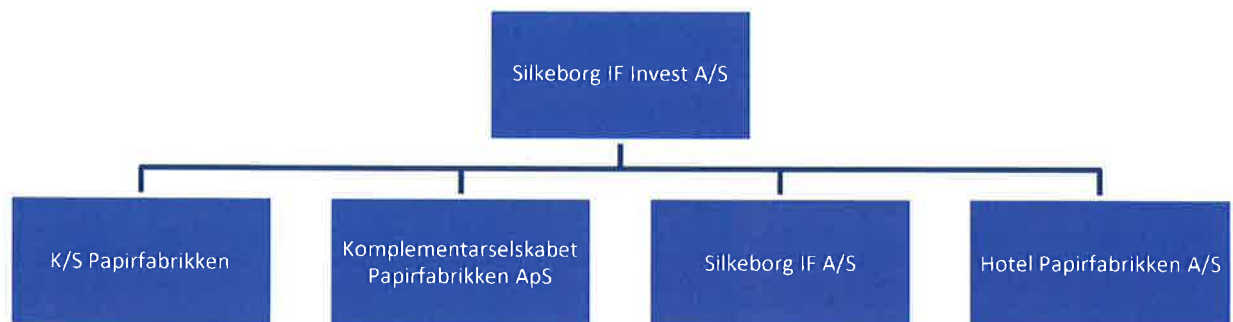 Silkeborg IF Invest A/S
K/S Papirfabrikken
Komplementarselskabet
Papirfabrikken ApS
Silkeborg IF A/S
Hotel Papirfabrikken A/S